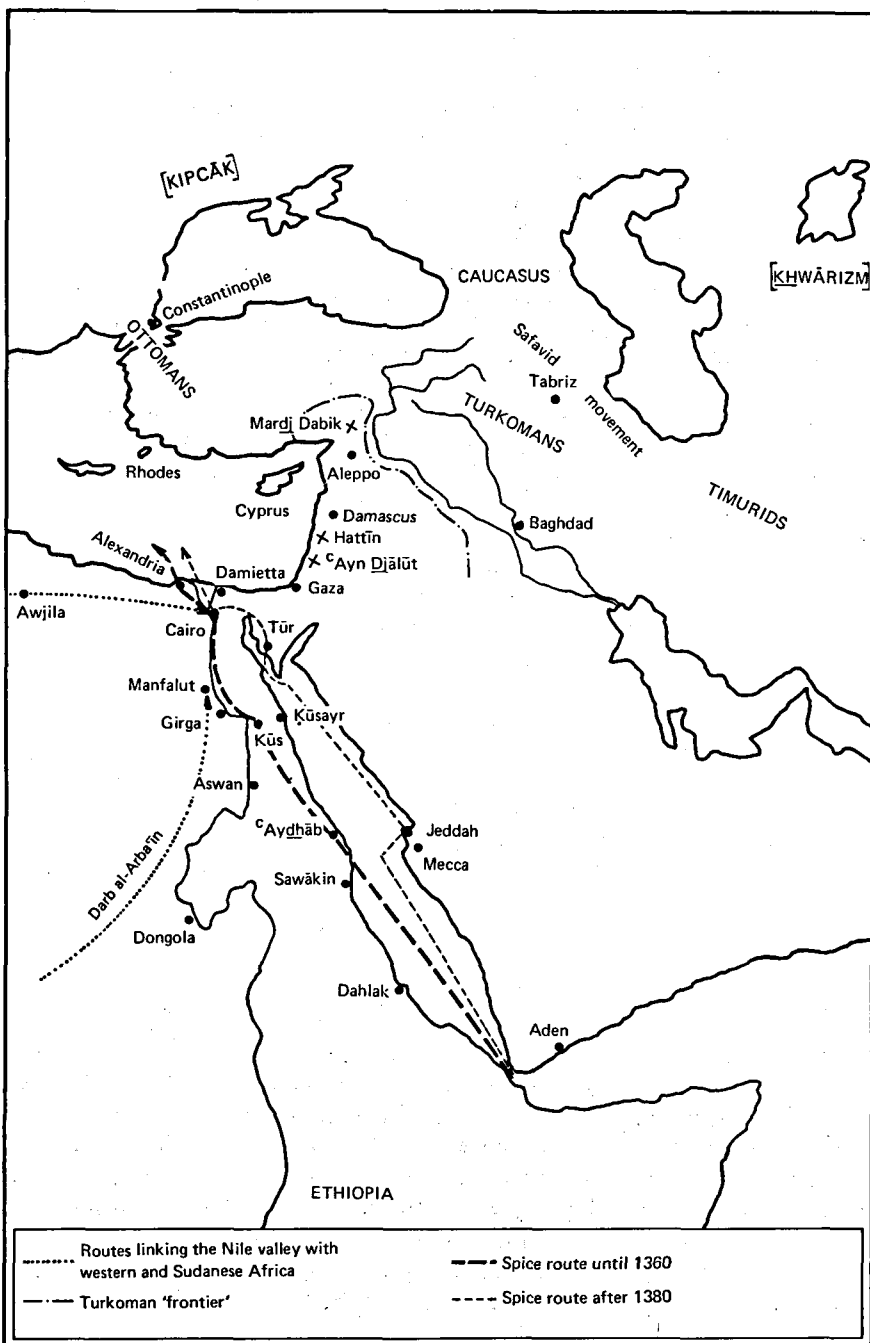 [KIPCĀK]
CAUCASUS
[KHWĀRIZM]
Constantinople
OTTOMANS
Safavid
movement
Tabriz
TURKOMANS
Mardj Dabik
Aleppo
Rhodes
Cyprus
TIMURIDS
Damascus
Baghdad
Hattīn
ᶜAyn Djālūt
Alexandria
Damietta
Gaza
Awjila
Cairo
Tūr
Manfalut
Girga
Kūs
Kūsayr
Aswan
ᶜAydhāb
Jeddah
Mecca
Sawākin
Darb al-Arba'in
Dongola
Dahlak
Aden
ETHIOPIA
Routes linking the Nile valley with
western and Sudanese Africa
Turkoman 'frontier'
Spice route until 1360
Spice route after 1380